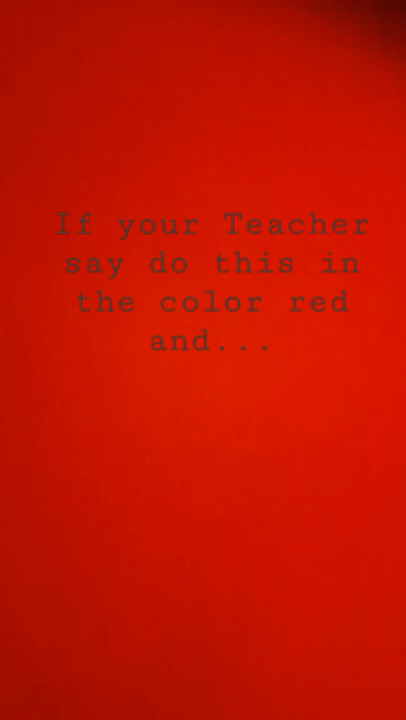 If your Teacher
say do this in
the color red
and...